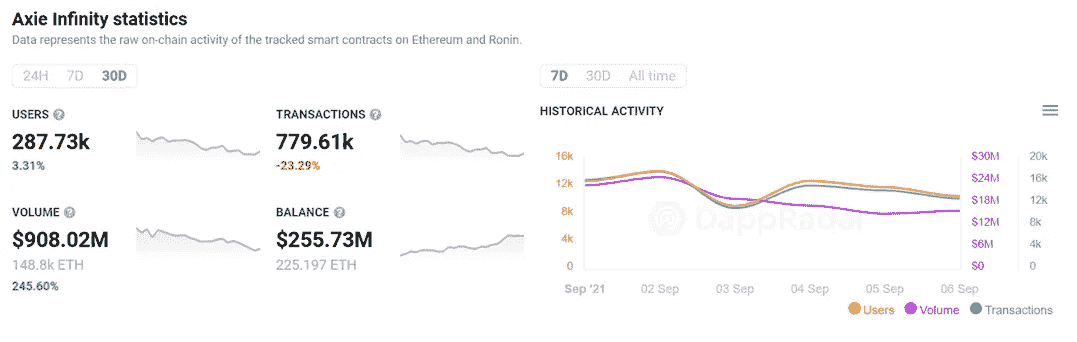 Axie Infinity statistics
Data represents the raw on-chain activity of the tracked smart contracts on Ethereum and Ronin.
24H 7D 30D
USERS ?
287.73k
3.31%
TRANSACTIONS ?
779.61k
-23.29%
VOLUME ?
$908.02M
148.8k ETH
245.60%
BALANCE ?
$255.73M
225.197 ETH
7D 30D All time
HISTORICAL ACTIVITY
16k $30M 20k
$24M 16k
12k
$18M 12k
8k
$12M 8k
4k
$6M 4k
0 $0 0
DappRadar
Sep '21 02 Sep 03 Sep 04 Sep 05 Sep 06 Sep
Users Volume Transactions